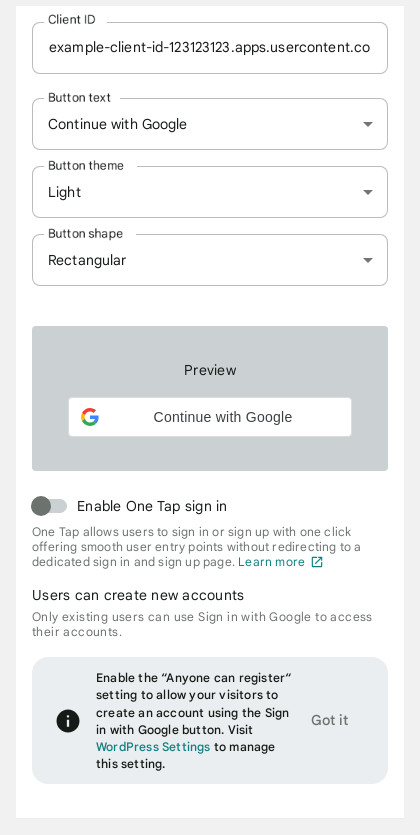 Client ID
example-client-id-123123123.apps.usercontent.co
Button text
Continue with Google
Button theme
Light
Button shape
Rectangular
Preview
Continue with Google
Enable One Tap sign in
One Tap allows users to sign in or sign up with one click
offering smooth user entry points without redirecting to a
dedicated sign in and sign up page. Learn more
Users can create new accounts
Only existing users can use Sign in with Google to access
their accounts.
Enable the “Anyone can register“
setting to allow your visitors to
create an account using the Sign
in with Google button. Visit
WordPress Settings to manage
this setting.
Got it